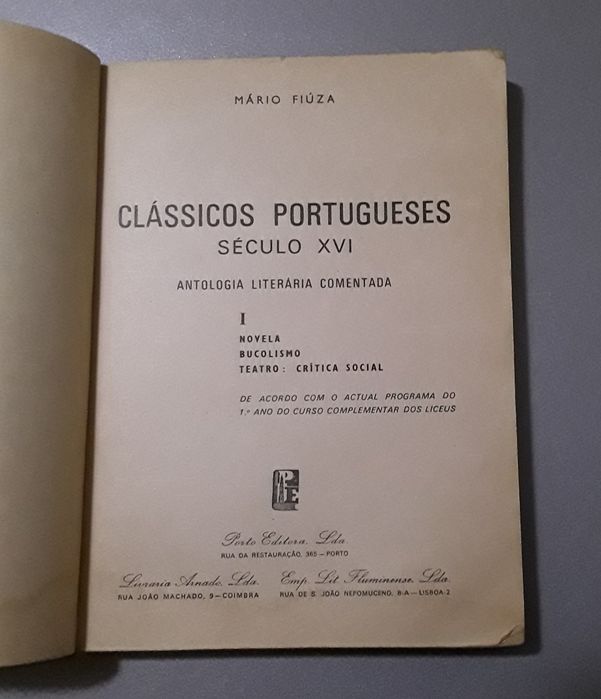 MÁRIO FIÚZA
CLÁSSICOS PORTUGUESES
SÉCULO XVI
ANTOLOGIA LITERÁRIA COMENTADA
I
NOVELA
BUCOLISMO
TEATRO: CRÍTICA SOCIAL
DE ACORDO COM O ACTUAL PROGRAMA DO
1.º ANO DO CURSO COMPLEMENTAR DOS LICEUS
PE
Porto Editora, Lda.
RUA DA RESTAURAÇÃO, 365 — PORTO
Livraria Arnado, Lda. Emp. Lit. Fluminense, Lda.
RUA JOÃO MACHADO, 9 — COIMBRA RUA DE S. JOÃO NEPOMUCENO, 8-A — LISBOA-2